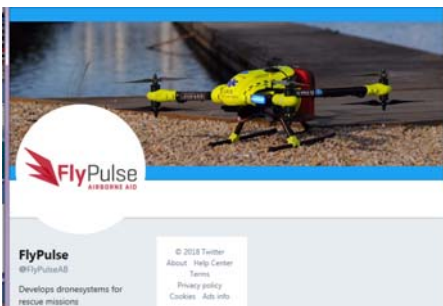 FlyPulse
AIRBORNE AID
FlyPulse
@FlyPulseAB
Develops dronesystems for
rescue missions
© 2018 Twitter
About Help Center
Terms
Privacy policy
Cookies Ads info